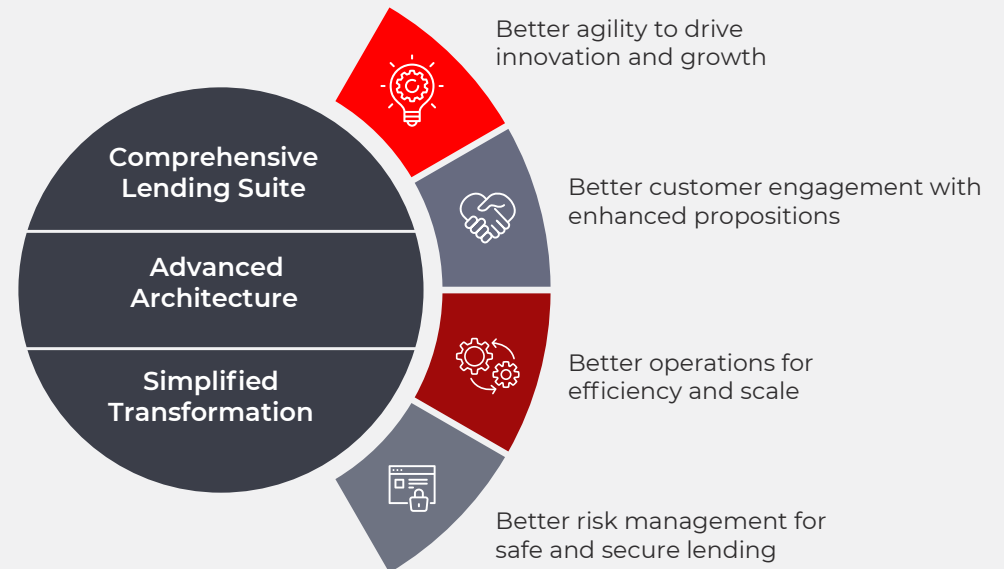 Comprehensive
Lending Suite
Advanced
Architecture
Simplified
Transformation
Better agility to drive
innovation and growth
Better customer engagement with
enhanced propositions
Better operations for
efficiency and scale
Better risk management for
safe and secure lending